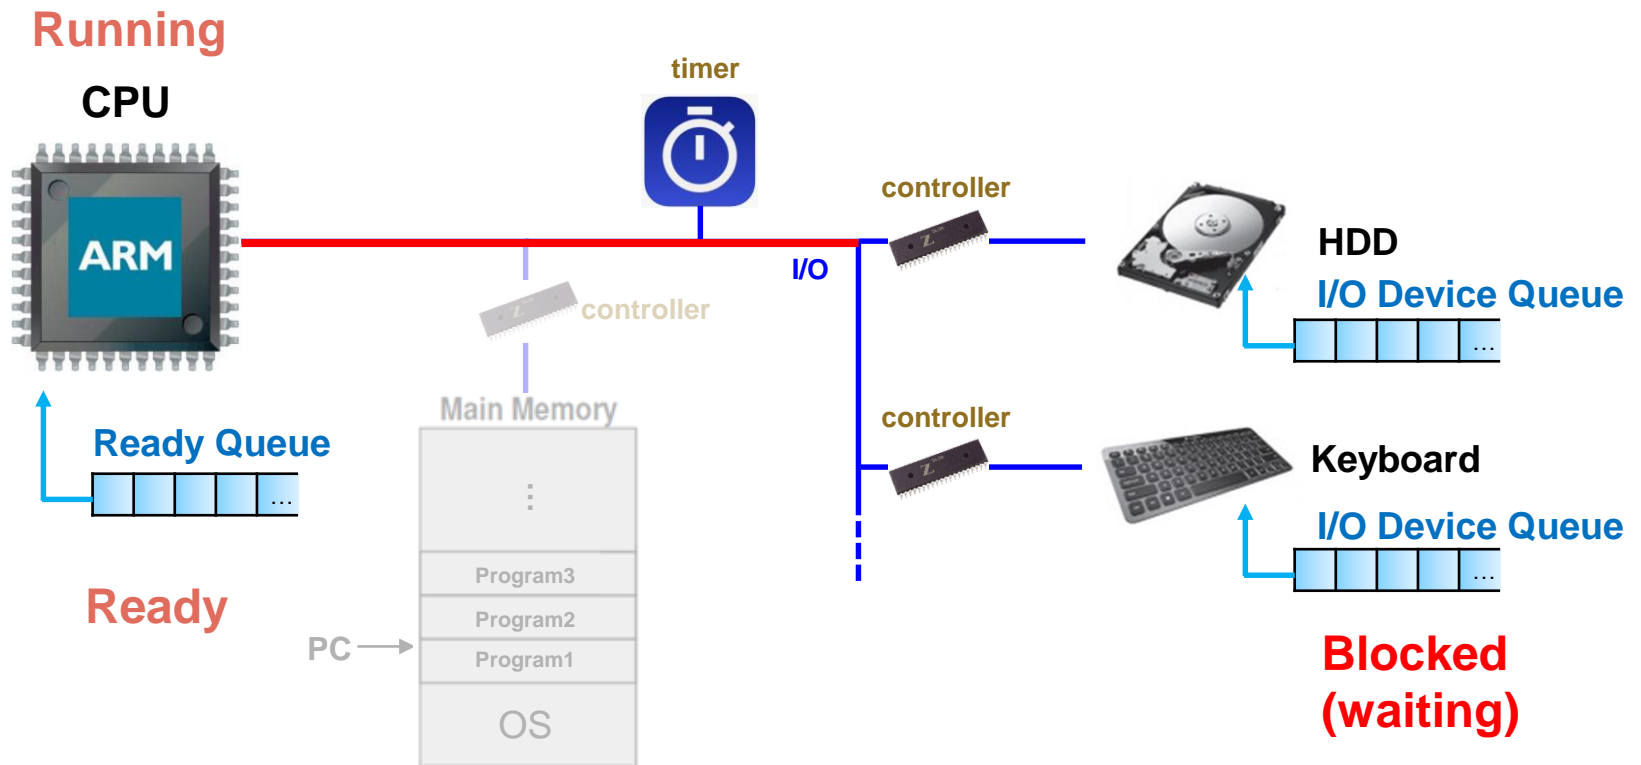 Running
CPU
ARM
timer
controller
HDD
I/O
I/O Device Queue
...
controller
Main Memory
controller
Ready Queue
...
⋮
Keyboard
I/O Device Queue
...
Program3
Ready
Program2
PC
Program1
Blocked
(waiting)
OS